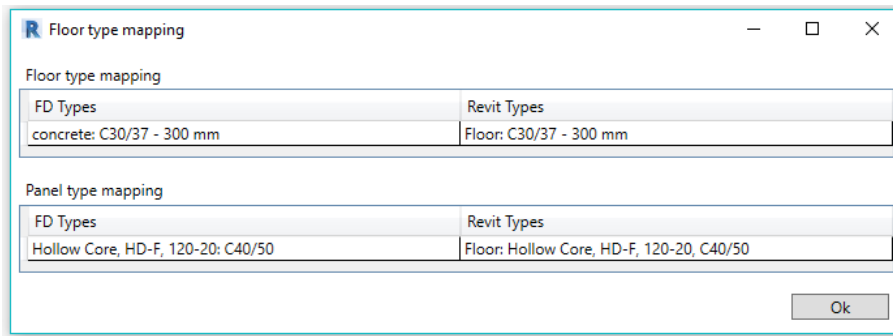 R Floor type mapping
Floor type mapping
FD Types Revit Types
concrete: C30/37 - 300 mm Floor: C30/37 - 300 mm
Panel type mapping
FD Types Revit Types
Hollow Core, HD-F, 120-20: C40/50 Floor: Hollow Core, HD-F, 120-20, C40/50
Ok